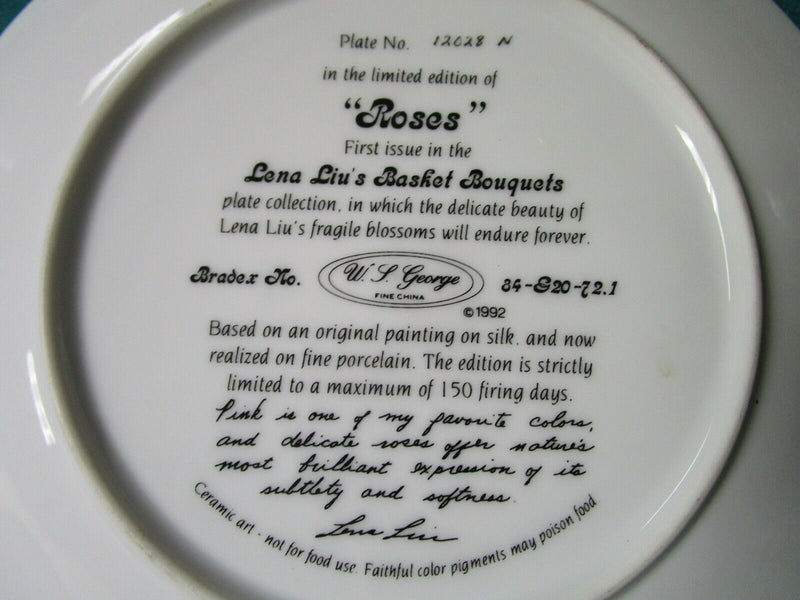 Plate No. 12028 N
in the limited edition of
"Roses"
First issue in the
Lena Liu's Basket Bouquets
plate collection, in which the delicate beauty of
Lena Liu's fragile blossoms will endure forever.
Bradex No. W. S. George 84-G20-72.1
FINE CHINA
©1992
Based on an original painting on silk, and now
realized on fine porcelain. The edition is strictly
limited to a maximum of 150 firing days.
Pink is one of my favorite colors,
and delicate roses offer nature's
most brilliant expression of its
subtlety and softness.
Lena Liu
Ceramic art - not for food use. Faithful color pigments may poison food